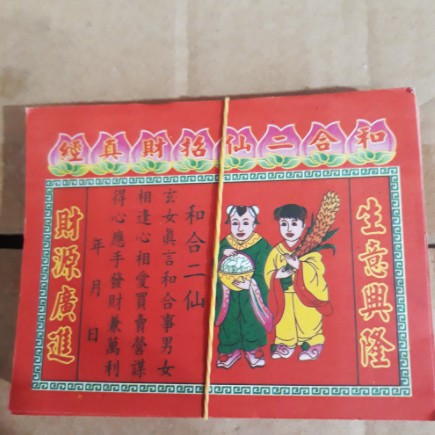 和合二仙招財真經
生意興隆
和合二仙
玄女眞言和合事男女
相逢心相愛買賣營謀
得心應手發財兼萬利
年月日
財源廣進